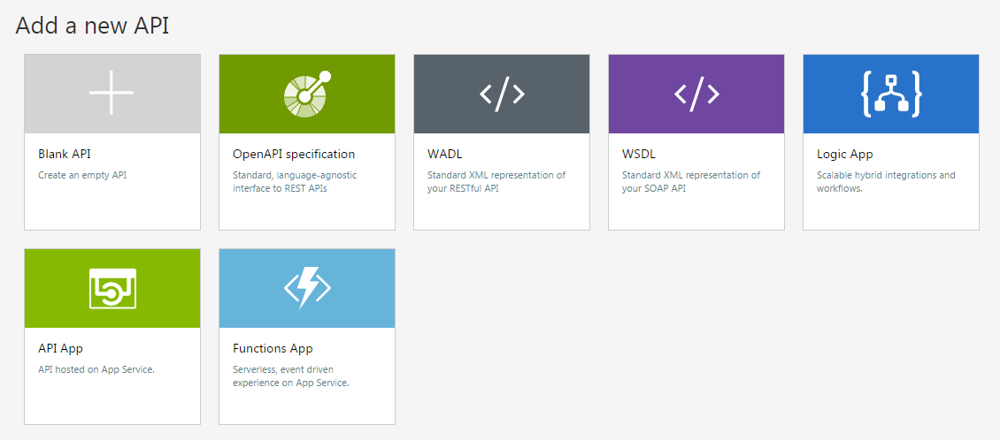 Add a new API
Blank API
Create an empty API
OpenAPI specification
Standard, language-agnostic
interface to REST APIs
WADL
Standard XML representation of
your RESTful API
WSDL
Standard XML representation of
your SOAP API
Logic App
Scalable hybrid integrations and
workflows.
API App
API hosted on App Service.
Functions App
Serverless, event driven
experience on App Service.